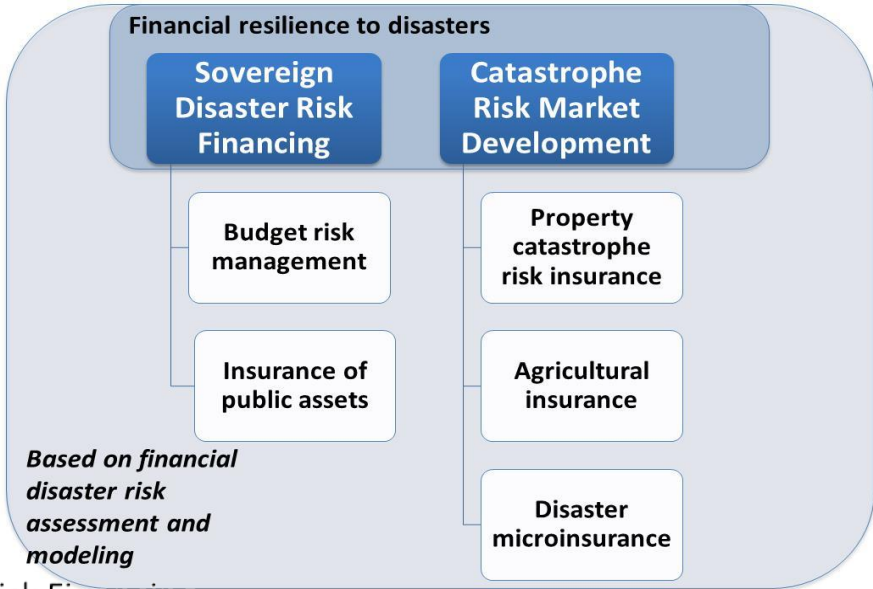 Financial resilience to disasters
Sovereign
Disaster Risk
Financing
Catastrophe
Risk Market
Development
Budget risk
management
Property
catastrophe
risk insurance
Insurance of
public assets
Agricultural
insurance
Based on financial
disaster risk
assessment and
modeling
Disaster
microinsurance